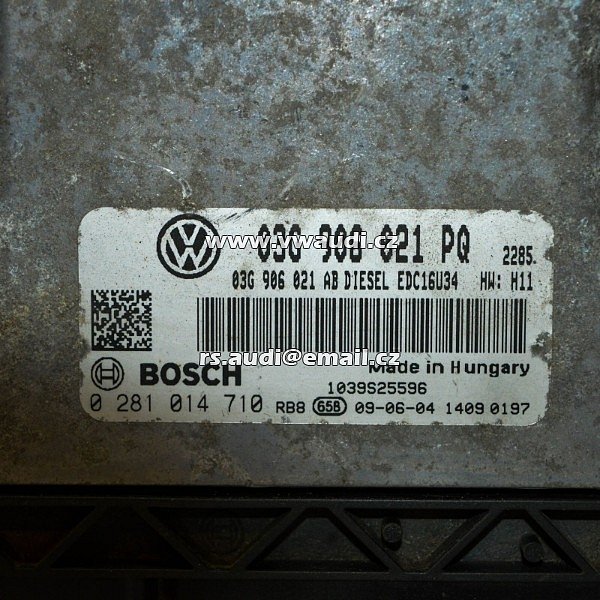 03G 906 021 PQ 2285.
www.vwaudi.cz
03G 906 021 AB DIESEL EDC16U34 HW: H11
rs.audi@email.cz
Made in Hungary
BOSCH
1039S25596
0 281 014 710 RB8 65B 09-06-04 1409 0197